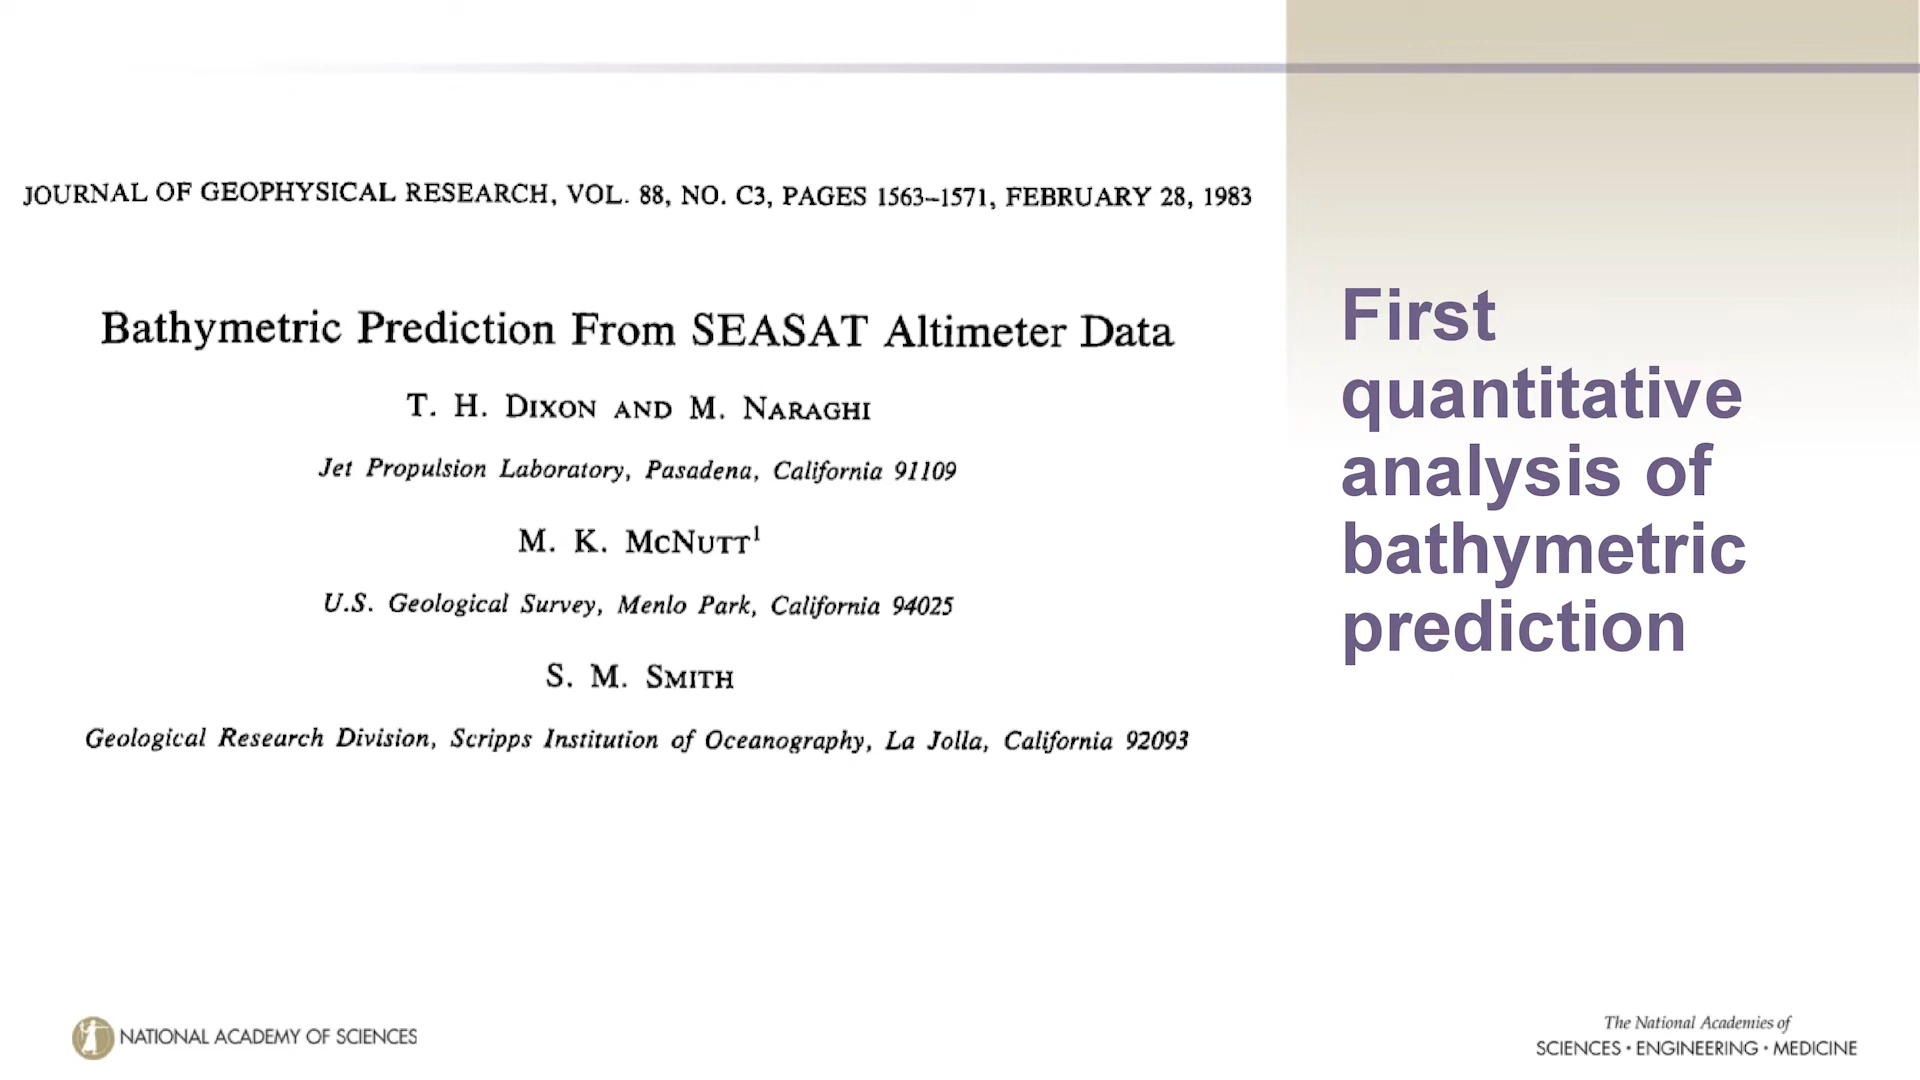 JOURNAL OF GEOPHYSICAL RESEARCH, VOL. 88, NO. C3, PAGES 1563–1571, FEBRUARY 28, 1983
Bathymetric Prediction From SEASAT Altimeter Data
T. H. DIXON AND M. NARAGHI
Jet Propulsion Laboratory, Pasadena, California 91109
M. K. MCNUTT¹
U.S. Geological Survey, Menlo Park, California 94025
S. M. SMITH
Geological Research Division, Scripps Institution of Oceanography, La Jolla, California 92093
First
quantitative
analysis of
bathymetric
prediction
NATIONAL ACADEMY OF SCIENCES
The National Academies of
SCIENCES • ENGINEERING • MEDICINE